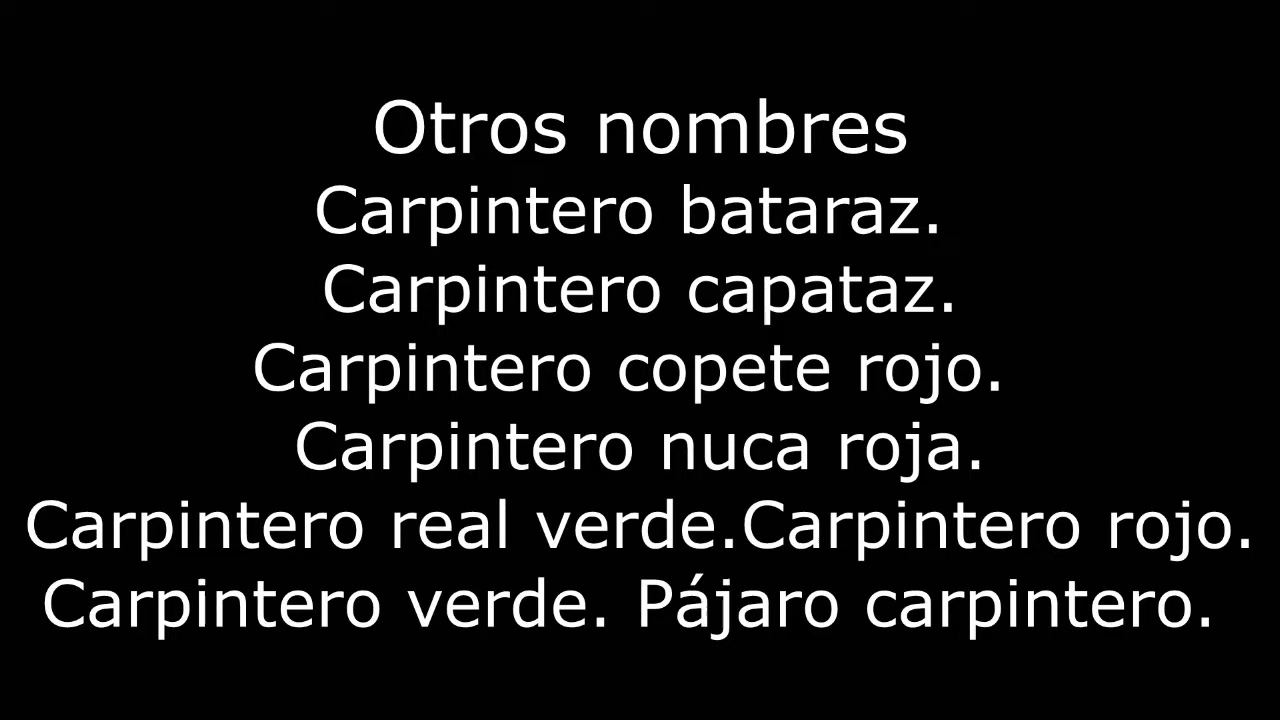 Otros nombres
Carpintero bataraz.
Carpintero capataz.
Carpintero copete rojo.
Carpintero nuca roja.
Carpintero real verde.Carpintero rojo.
Carpintero verde. Pájaro carpintero.